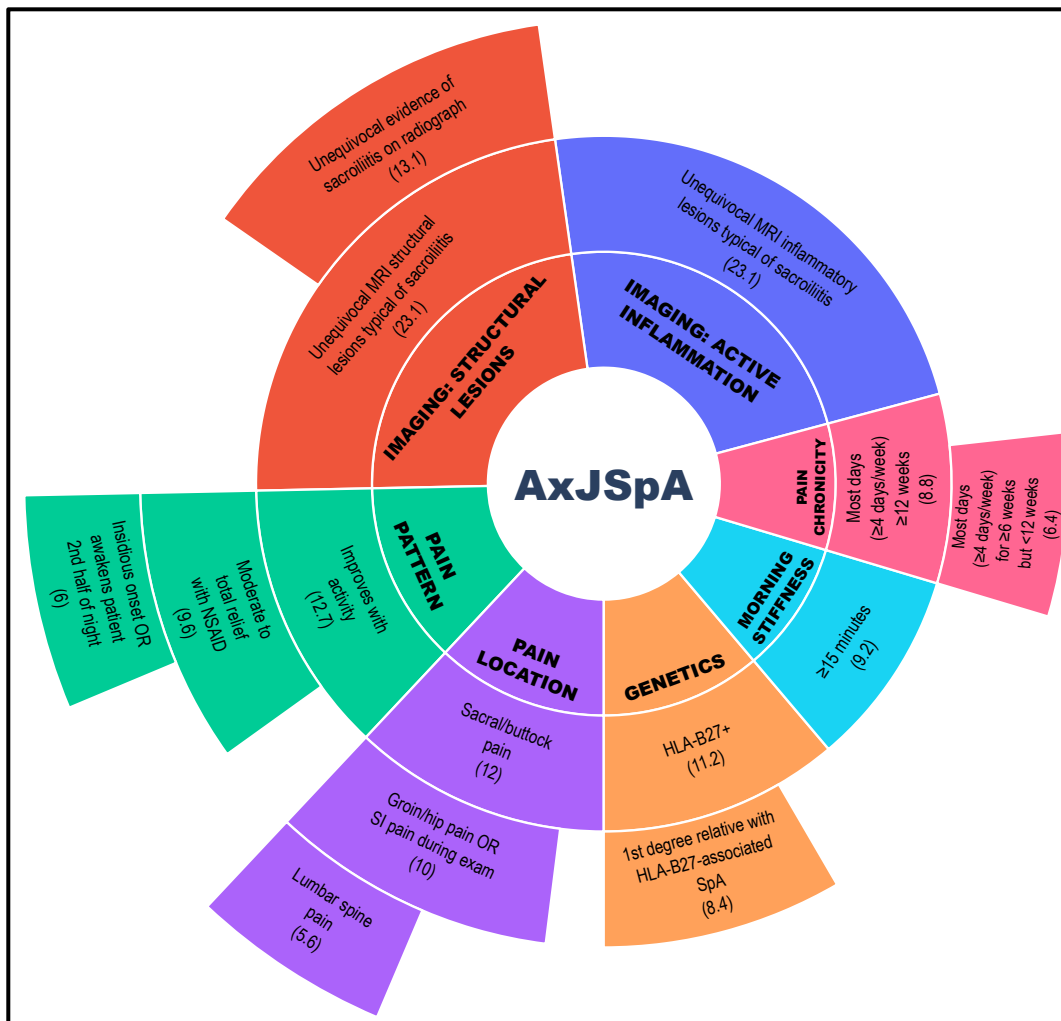 AxJSpA
IMAGING: STRUCTURAL
LESIONS
Unequivocal MRI structural
lesions typical of sacroiliitis
(23.1)
Unequivocal evidence of
sacroiliitis on radiograph
(13.1)
IMAGING: ACTIVE
INFLAMMATION
Unequivocal MRI inflammatory
lesions typical of sacroiliitis
(23.1)
PAIN
CHRONICITY
Most days
(≥4 days/week)
≥12 weeks
(8.8)
Most days
(≥4 days/week)
for ≥6 weeks
but <12 weeks
(6.4)
MORNING
STIFFNESS
≥15 minutes
(9.2)
GENETICS
HLA-B27+
(11.2)
1st degree relative with
HLA-B27-associated
SpA
(8.4)
PAIN
LOCATION
Sacral/buttock
pain
(12)
Groin/hip pain OR
SI pain during exam
(10)
Lumbar spine
pain
(5.6)
PAIN
PATTERN
Improves with
activity
(12.7)
Moderate to
total relief
with NSAID
(9.6)
Insidious onset OR
awakens patient
2nd half of night
(6)